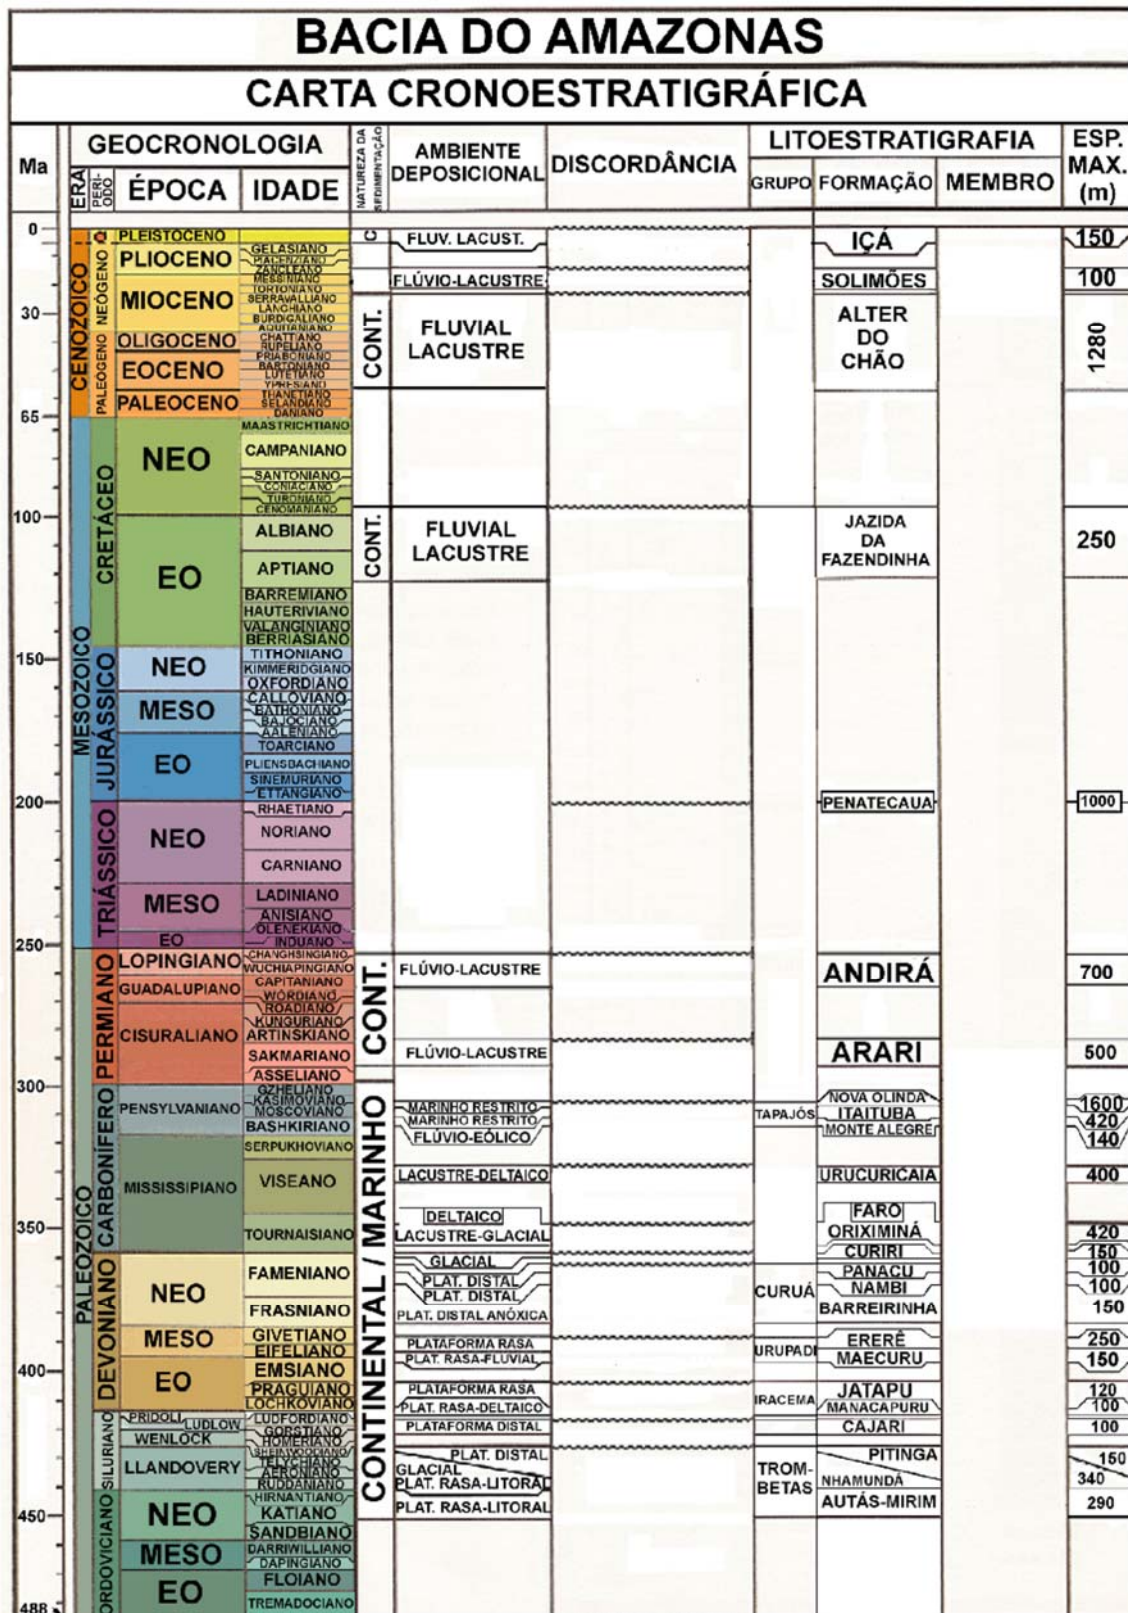 BACIA DO AMAZONAS
CARTA CRONOESTRATIGRÁFICA
Ma
GEOCRONOLOGIA
ERA
PERÍ-
ODO
ÉPOCA
IDADE
NATUREZA DA
SEDIMENTAÇÃO
AMBIENTE
DEPOSICIONAL
DISCORDÂNCIA
LITOESTRATIGRAFIA
GRUPO
FORMAÇÃO
MEMBRO
ESP.
MAX.
(m)
0
30
65
100
150
200
250
300
350
400
450
488
CENOZOICO
MESOZOICO
PALEOZOICO
Q
NEÓGENO
PALEÓGENO
CRETÁCEO
JURÁSSICO
TRIÁSSICO
PERMIANO
CARBONÍFERO
DEVONIANO
SILURIANO
ORDOVICIANO
PLEISTOCENO
PLIOCENO
MIOCENO
OLIGOCENO
EOCENO
PALEOCENO
NEO
EO
NEO
MESO
EO
NEO
MESO
EO
LOPINGIANO
GUADALUPIANO
CISURALIANO
PENSYLVANIANO
MISSISSIPIANO
NEO
MESO
EO
PRIDOLI
LUDLOW
WENLOCK
LLANDOVERY
NEO
MESO
EO
GELASIANO
PIACENZIANO
ZANCLEANO
MESSINIANO
TORTONIANO
SERRAVALLIANO
LANGHIANO
BURDIGALIANO
AQUITANIANO
CHATTIANO
RUPELIANO
PRIABONIANO
BARTONIANO
LUTETIANO
YPRESIANO
THANETIANO
SELANDIANO
DANIANO
MAASTRICHTIANO
CAMPANIANO
SANTONIANO
CONIACIANO
TURONIANO
CENOMANIANO
ALBIANO
APTIANO
BARREMIANO
HAUTERIVIANO
VALANGINIANO
BERRIASIANO
TITHONIANO
KIMMERIDGIANO
OXFORDIANO
CALLOVIANO
BATHONIANO
BAJOCIANO
AALENIANO
TOARCIANO
PLIENSBACHIANO
SINEMURIANO
ETTANGIANO
RHAETIANO
NORIANO
CARNIANO
LADINIANO
ANISIANO
OLENEKIANO
INDUANO
CHANGHSINGIANO
WUCHIAPINGIANO
CAPITANIANO
WORDIANO
ROADIANO
KUNGURIANO
ARTINSKIANO
SAKMARIANO
ASSELIANO
GZHELIANO
KASIMOVIANO
MOSCOVIANO
BASHKIRIANO
SERPUKHOVIANO
VISEANO
TOURNAISIANO
FAMENIANO
FRASNIANO
GIVETIANO
EIFELIANO
EMSIANO
PRAGUIANO
LOCHKOVIANO
LUDFORDIANO
GORSTIANO
HOMERIANO
SHEINWOODIANO
TELYCHIANO
AERONIANO
RUDDANIANO
HIRNANTIANO
KATIANO
SANDBIANO
DARRIWILLIANO
DAPINGIANO
FLOIANO
TREMADOCIANO
C
CONT.
CONT.
CONT.
CONTINENTAL / MARINHO
FLUV. LACUST.
FLÚVIO-LACUSTRE
FLUVIAL
LACUSTRE
FLUVIAL
LACUSTRE
FLÚVIO-LACUSTRE
FLÚVIO-LACUSTRE
MARINHO RESTRITO
MARINHO RESTRITO
FLÚVIO-EÓLICO
LACUSTRE-DELTAICO
DELTAICO
LACUSTRE-GLACIAL
GLACIAL
PLAT. DISTAL
PLAT. DISTAL
PLAT. DISTAL ANÓXICA
PLATAFORMA RASA
PLAT. RASA-FLUVIAL
PLATAFORMA RASA
PLAT. RASA-DELTAICO
PLATAFORMA DISTAL
PLAT. DISTAL
GLACIAL
PLAT. RASA-LITORAL
PLAT. RASA-LITORAL
TAPAJÓS
CURUÁ
URUPADI
IRACEMA
TROM-
BETAS
IÇÁ
SOLIMÕES
ALTER
DO
CHÃO
JAZIDA
DA
FAZENDINHA
PENATECAUA
ANDIRÁ
ARARI
NOVA OLINDA
ITAITUBA
MONTE ALEGRE
URUCURICAIA
FARO
ORIXIMINÁ
CURIRI
PANACU
NAMBI
BARREIRINHA
ERERÊ
MAECURU
JATAPU
MANACAPURU
CAJARI
PITINGA
NHAMUNDÁ
AUTÁS-MIRIM
150
100
1280
250
1000
700
500
1600
420
140
400
420
150
100
100
150
250
150
120
100
100
150
340
290